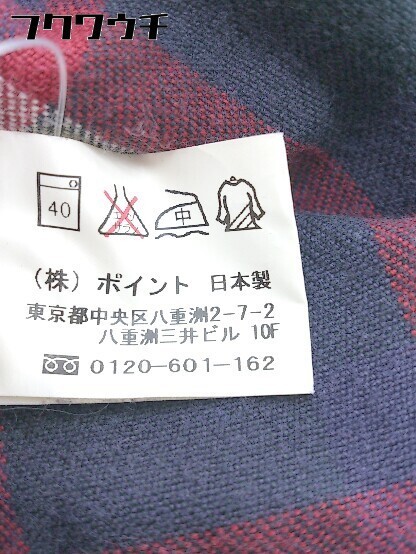 フクワウチ
40
中
(株) ポイント 日本製
東京都中央区八重洲2-7-2
八重洲三井ビル 10F
0120-601-162